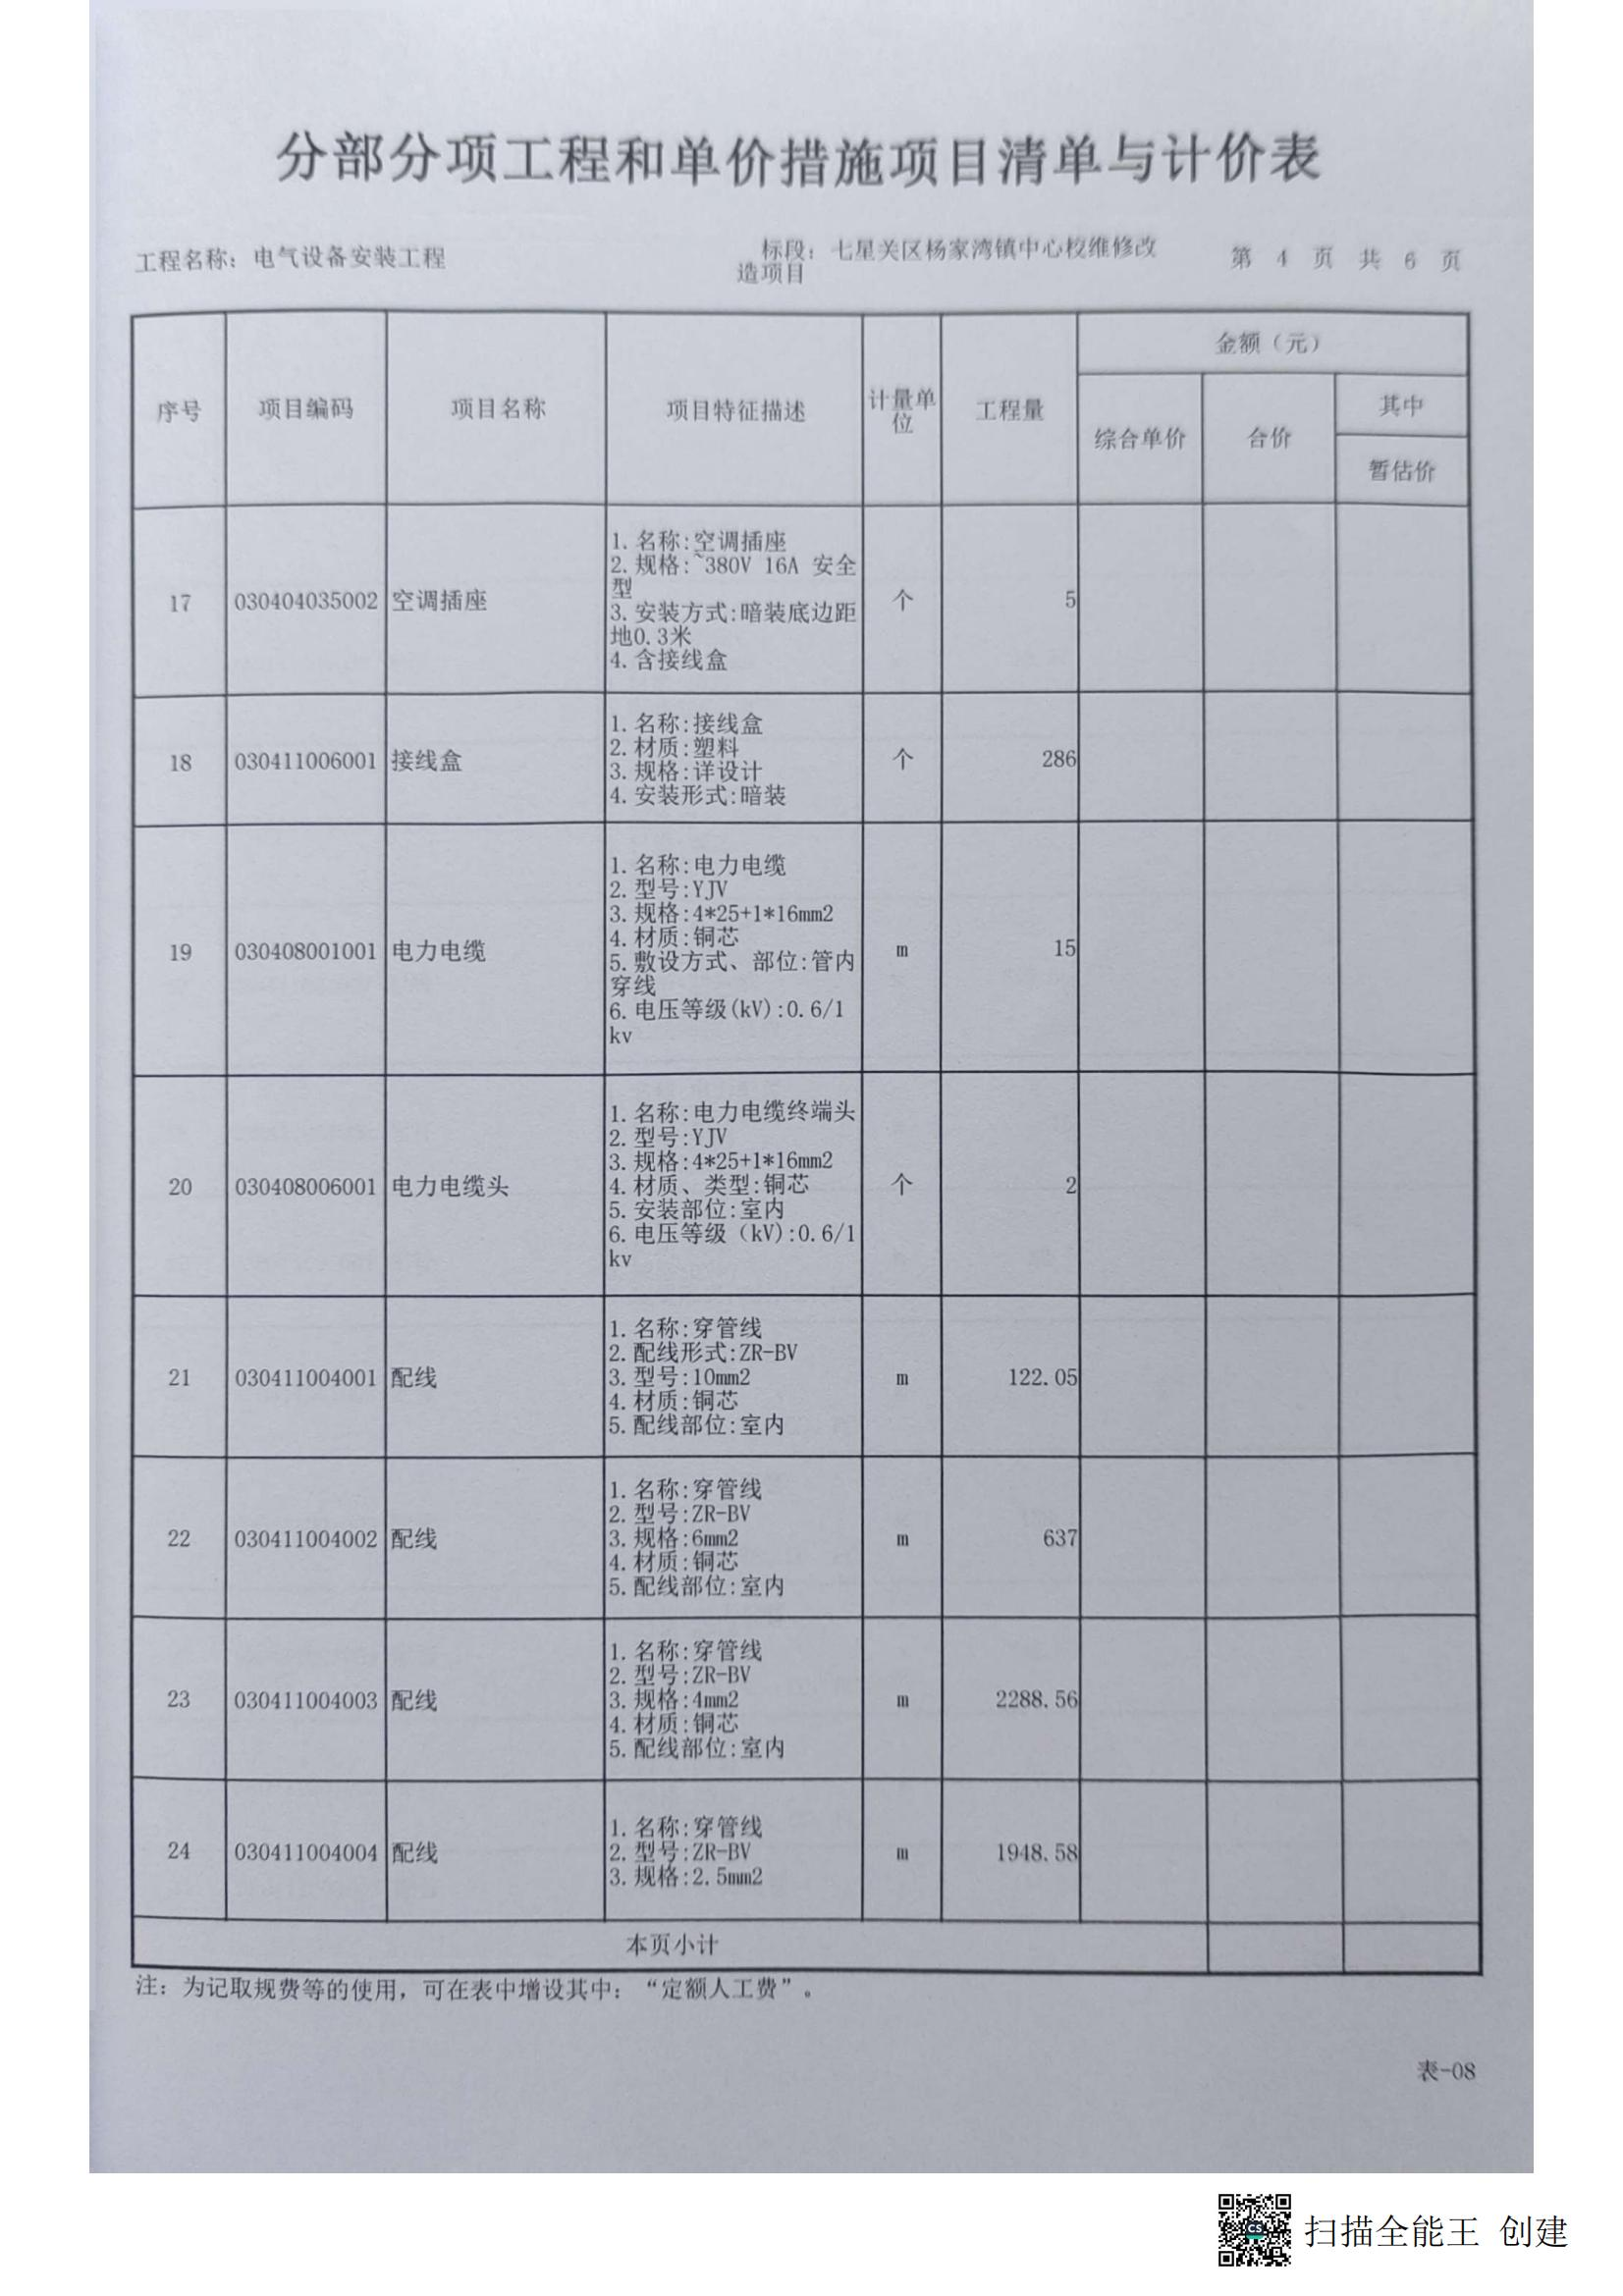 分部分项工程和单价措施项目清单与计价表
工程名称：电气设备安装工程
标段：七星关区杨家湾镇中心校维修改
造项目
第 4 页 共 6 页
序号 项目编码 项目名称 项目特征描述 计量单位 工程量 金额（元）
综合单价 合价 其中
暂估价
17 030404035002 空调插座
1.名称:空调插座
2.规格:~380V 16A 安全
型
3.安装方式:暗装底边距
地0.3米
4.含接线盒
个 5
18 030411006001 接线盒
1.名称:接线盒
2.材质:塑料
3.规格:详设计
4.安装形式:暗装
个 286
19 030408001001 电力电缆
1.名称:电力电缆
2.型号:YJV
3.规格:4*25+1*16mm2
4.材质:铜芯
5.敷设方式、部位:管内
穿线
6.电压等级(kV):0.6/1
kv
m 15
20 030408006001 电力电缆头
1.名称:电力电缆终端头
2.型号:YJV
3.规格:4*25+1*16mm2
4.材质、类型:铜芯
5.安装部位:室内
6.电压等级（kV):0.6/1
kv
个 2
21 030411004001 配线
1.名称:穿管线
2.配线形式:ZR-BV
3.型号:10mm2
4.材质:铜芯
5.配线部位:室内
m 122.05
22 030411004002 配线
1.名称:穿管线
2.型号:ZR-BV
3.规格:6mm2
4.材质:铜芯
5.配线部位:室内
m 637
23 030411004003 配线
1.名称:穿管线
2.型号:ZR-BV
3.规格:4mm2
4.材质:铜芯
5.配线部位:室内
m 2288.56
24 030411004004 配线
1.名称:穿管线
2.型号:ZR-BV
3.规格:2.5mm2
m 1948.58
本页小计
注：为记取规费等的使用，可在表中增设其中：“定额人工费”。
表-08
CS
扫描全能王 创建